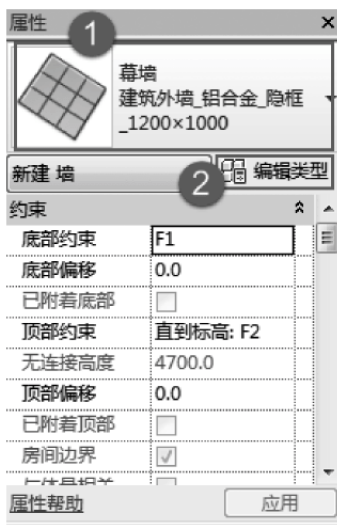 属性
×
1
幕墙
建筑外墙_铝合金_隐框
_1200×1000
新建 墙
2
编辑类型
约束
底部约束 F1
底部偏移 0.0
已附着底部
顶部约束 直到标高: F2
无连接高度 4700.0
顶部偏移 0.0
已附着顶部
房间边界
属性帮助
应用